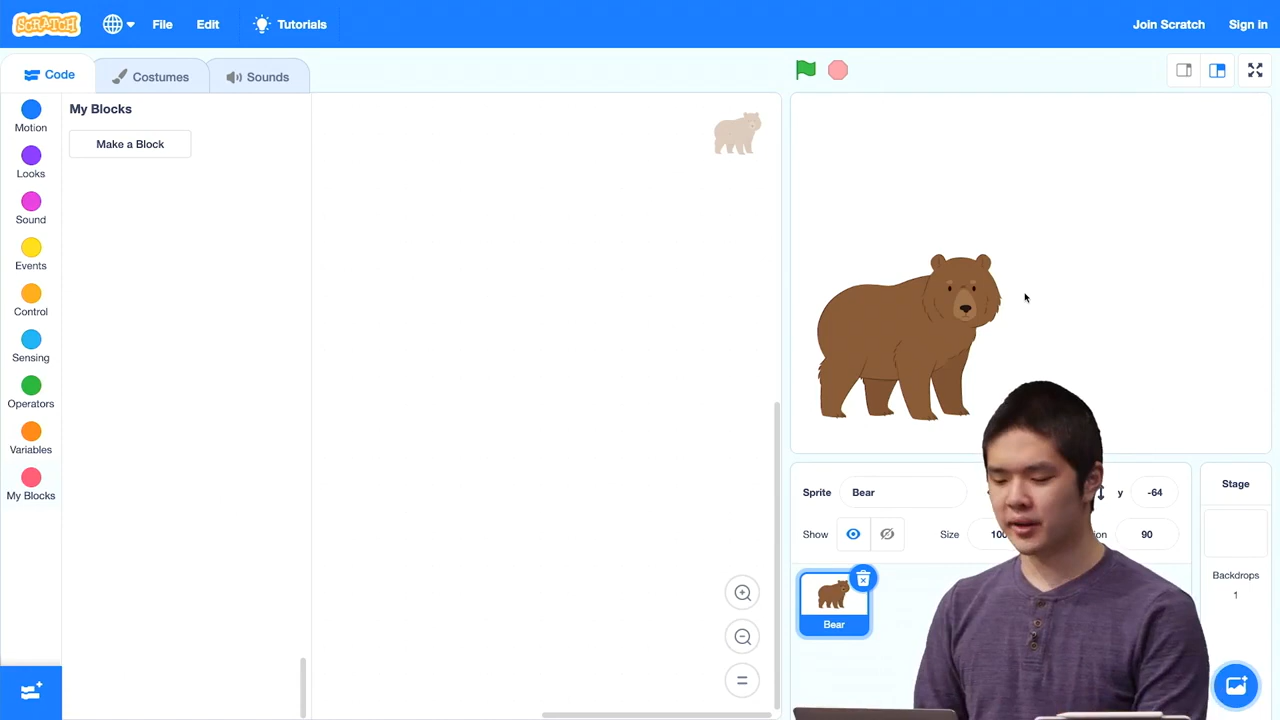 SCRATCH File Edit Tutorials Join Scratch Sign in
Code Costumes Sounds
My Blocks
Make a Block
Motion
Looks
Sound
Events
Control
Sensing
Operators
Variables
My Blocks
Sprite Bear y -64
Show Size 100 90
Bear
Stage
Backdrops
1